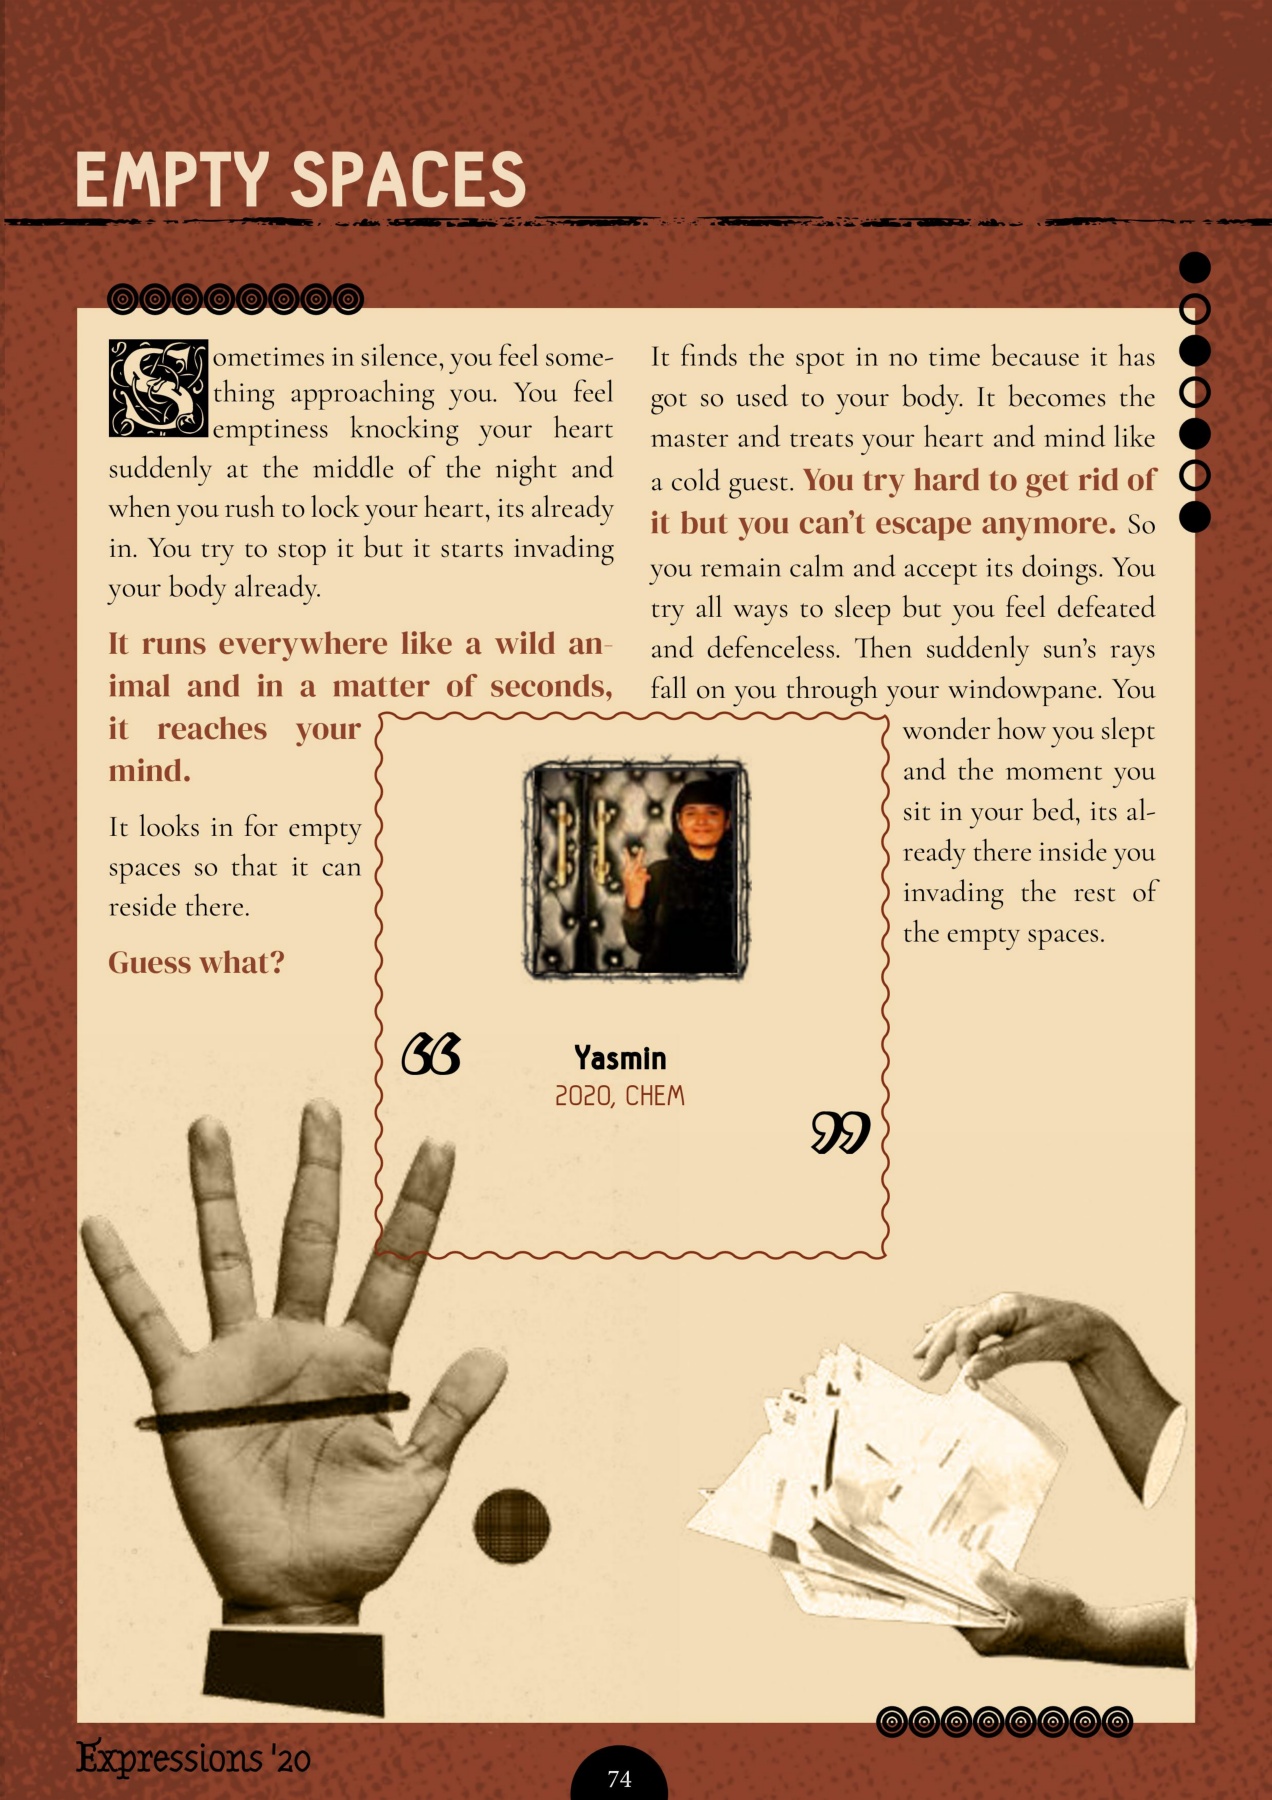 EMPTY SPACES
Sometimes in silence, you feel some-
thing approaching you. You feel
emptiness knocking your heart
suddenly at the middle of the night and
when you rush to lock your heart, its already
in. You try to stop it but it starts invading
your body already.
It runs everywhere like a wild an-
imal and in a matter of seconds,
it reaches your
mind.
It looks in for empty
spaces so that it can
reside there.
Guess what?
It finds the spot in no time because it has
got so used to your body. It becomes the
master and treats your heart and mind like
a cold guest. You try hard to get rid of
it but you can't escape anymore. So
you remain calm and accept its doings. You
try all ways to sleep but you feel defeated
and defenceless. Then suddenly sun's rays
fall on you through your windowpane. You
wonder how you slept
and the moment you
sit in your bed, its al-
ready there inside you
invading the rest of
the empty spaces.
“
Yasmin
2020, CHEM
”
Expressions '20
74